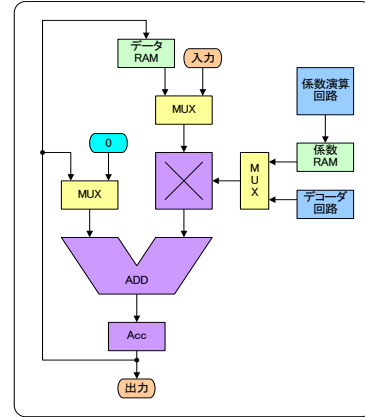 データ
RAM
入力
係数演算
回路
MUX
0
係数
RAM
M
U
X
MUX
デコーダ
回路
ADD
Acc
出力